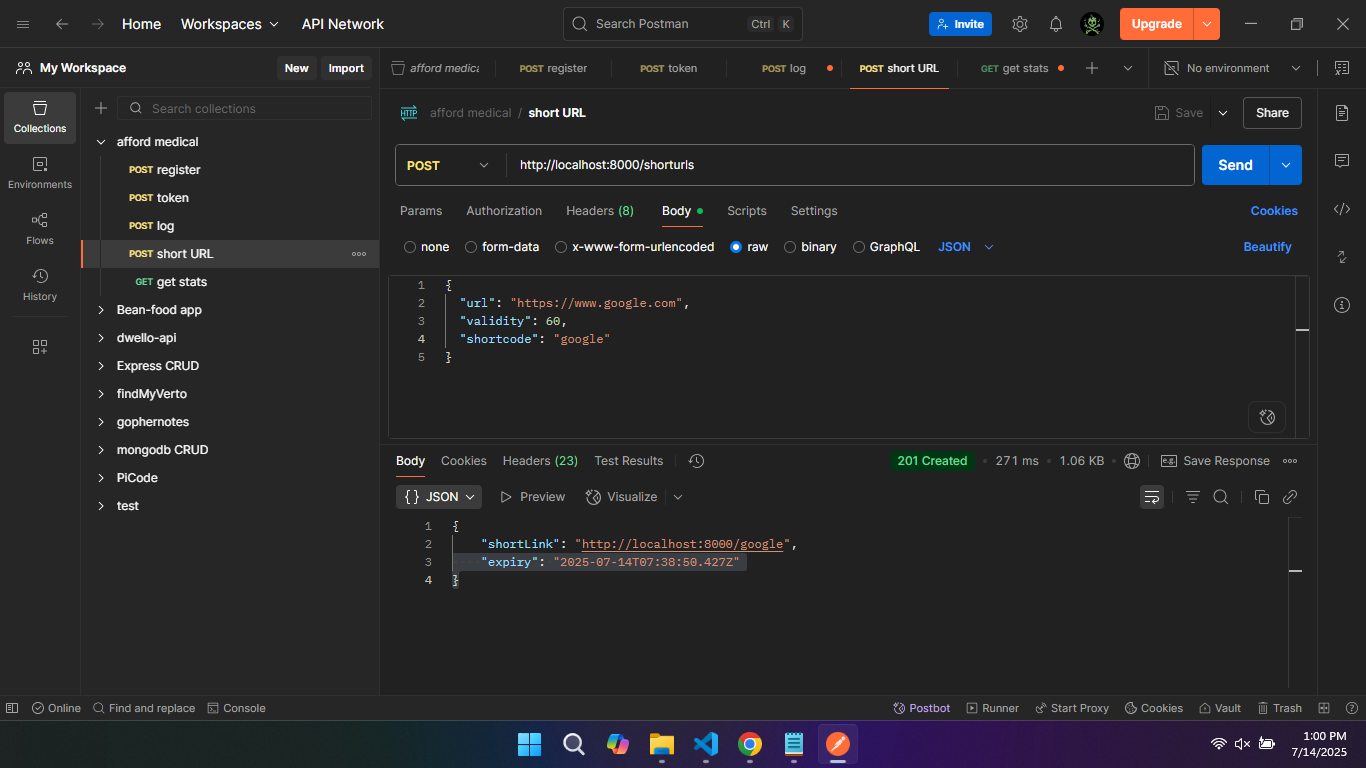 Home
Workspaces
API Network
Search Postman
Ctrl
K
Invite
Upgrade
My Workspace
New
Import
afford medica
POST register
POST token
POST log
POST short URL
GET get stats
No environment
Collections
Environments
Flows
History
Search collections
afford medical
POST register
POST token
POST log
POST short URL
GET get stats
Bean-food app
dwello-api
Express CRUD
findMyVerto
gophernotes
mongodb CRUD
PiCode
test
HTTP
afford medical / short URL
Save
Share
POST
http://localhost:8000/shorturls
Send
Params
Authorization
Headers (8)
Body
Scripts
Settings
Cookies
none
form-data
x-www-form-urlencoded
raw
binary
GraphQL
JSON
Beautify
1 {
2 "url": "https://www.google.com",
3 "validity": 60,
4 "shortcode": "google"
5 }
Body
Cookies
Headers (23)
Test Results
201 Created
271 ms
1.06 KB
e.g.
Save Response
{} JSON
Preview
Visualize
1 {
2 "shortLink": "http://localhost:8000/google",
3 "expiry": "2025-07-14T07:38:50.427Z"
4 }
Online
Find and replace
Console
Postbot
Runner
Start Proxy
Cookies
Vault
Trash
1:00 PM
7/14/2025